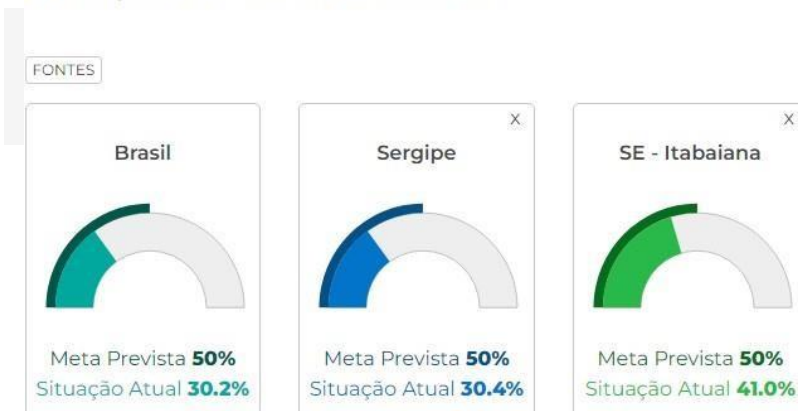 FONTES
Brasil
Meta Prevista 50%
Situação Atual 30.2%
X
Sergipe
Meta Prevista 50%
Situação Atual 30.4%
X
SE - Itabaiana
Meta Prevista 50%
Situação Atual 41.0%